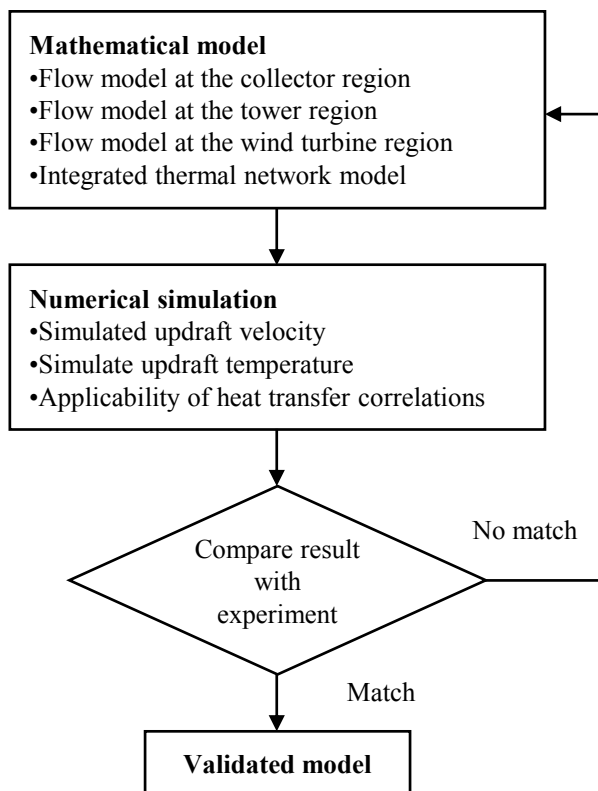 Mathematical model
•Flow model at the collector region
•Flow model at the tower region
•Flow model at the wind turbine region
•Integrated thermal network model
Numerical simulation
•Simulated updraft velocity
•Simulate updraft temperature
•Applicability of heat transfer correlations
Compare result
with
experiment
No match
Match
Validated model